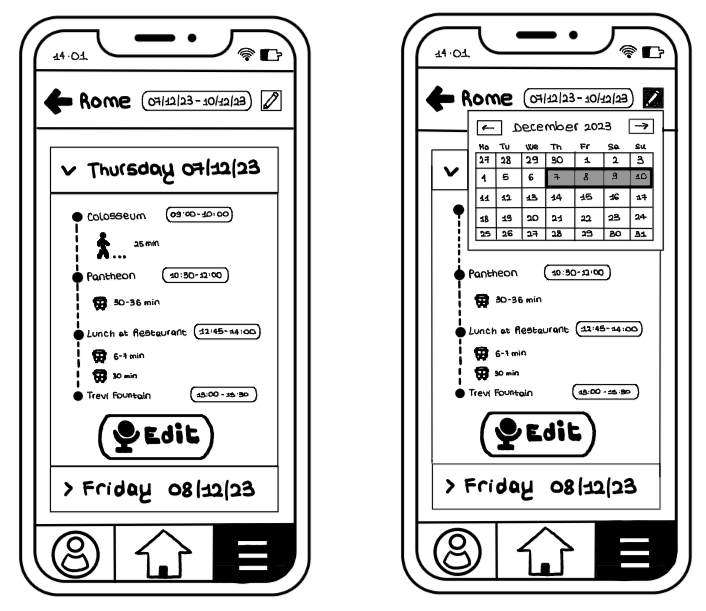 14:01
Rome 07/12/23 - 10/12/23
Thursday 07/12/23
Colosseum 09:00-10:00
25 min
Pantheon 10:30-12:00
30-36 min
Lunch at Restaurant 12:45-14:00
6-7 min
30 min
Trevi Fountain 15:00-15:30
Edit
Friday 08/12/23
14:01
Rome 07/12/23 - 10/12/23
December 2023
Mo Tu We Th Fr Sa Su
27 28 29 30 1 2 3
4 5 6 7 8 9 10
11 12 13 14 15 16 17
18 19 20 21 22 23 24
25 26 27 28 29 30 31
Pantheon 10:30-12:00
30-36 min
Lunch at Restaurant 12:45-14:00
6-7 min
30 min
Trevi Fountain 15:00-15:30
Edit
Friday 08/12/23